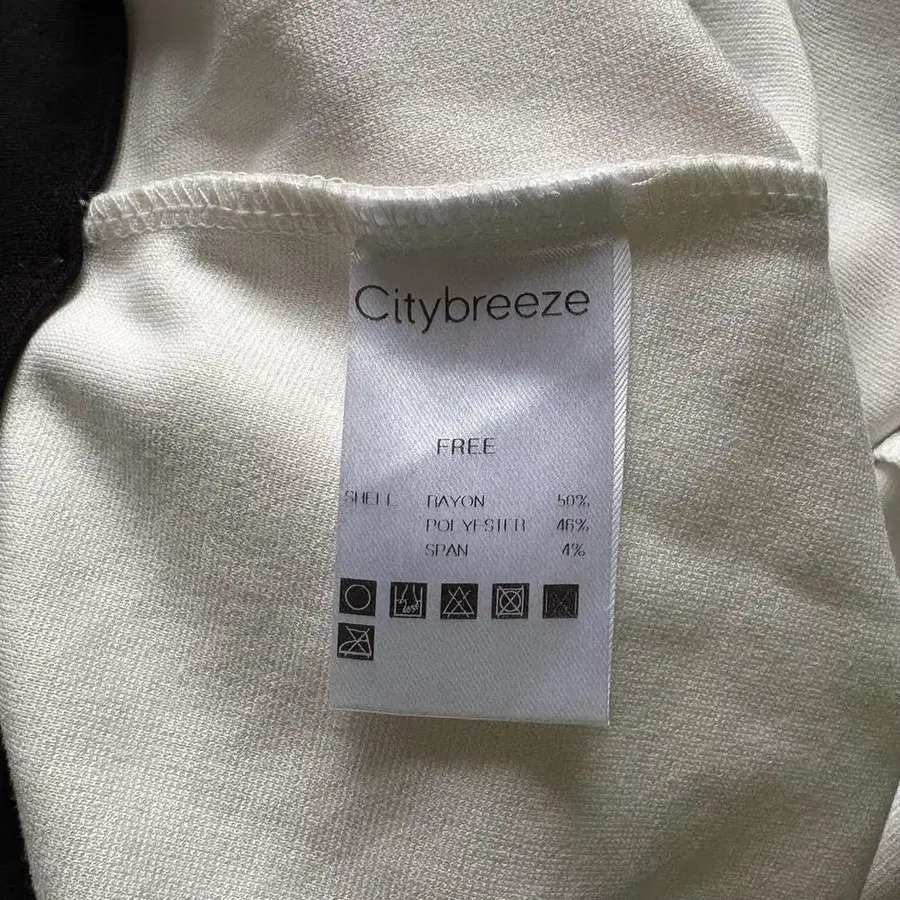 Citybreeze
FREE
SHELL RAYON 50%
POLYESTER 46%
SPAN 4%